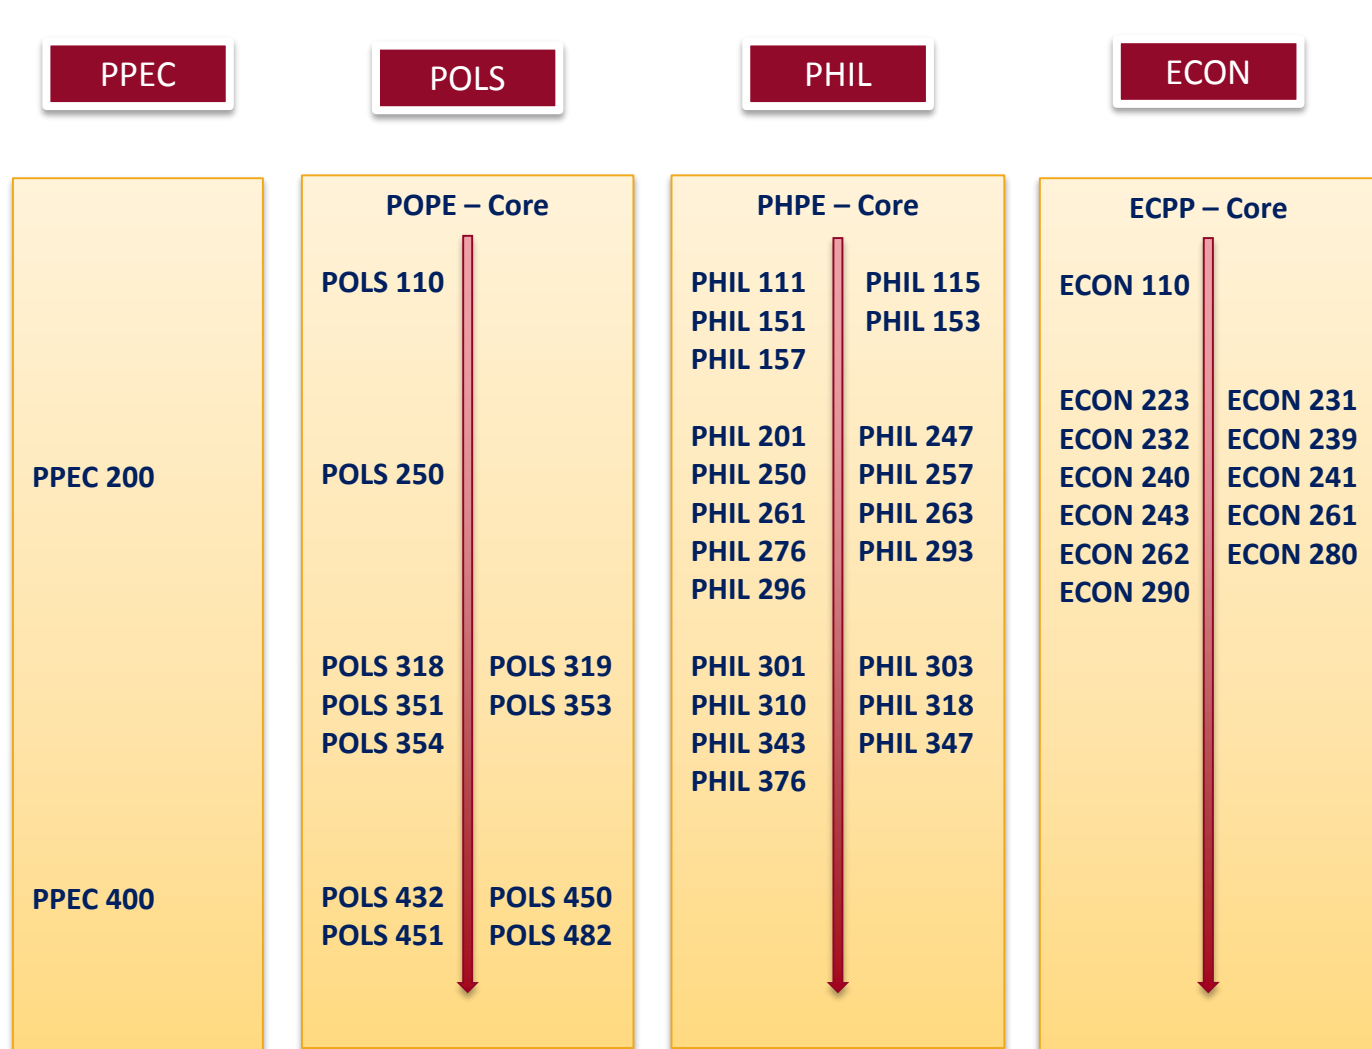 PPEC
POLS
PHIL
ECON
PPEC 200
PPEC 400
POPE – Core
POLS 110
POLS 250
POLS 318 POLS 319
POLS 351 POLS 353
POLS 354
POLS 432 POLS 450
POLS 451 POLS 482
PHPE – Core
PHIL 111 PHIL 115
PHIL 151 PHIL 153
PHIL 157
PHIL 201 PHIL 247
PHIL 250 PHIL 257
PHIL 261 PHIL 263
PHIL 276 PHIL 293
PHIL 296
PHIL 301 PHIL 303
PHIL 310 PHIL 318
PHIL 343 PHIL 347
PHIL 376
ECPP – Core
ECON 110
ECON 223 ECON 231
ECON 232 ECON 239
ECON 240 ECON 241
ECON 243 ECON 261
ECON 262 ECON 280
ECON 290